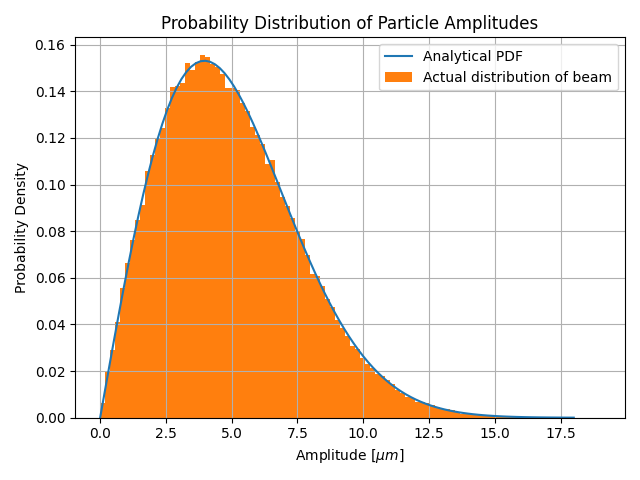 Probability Distribution of Particle Amplitudes
Analytical PDF
Actual distribution of beam
Probability Density
0.16
0.14
0.12
0.10
0.08
0.06
0.04
0.02
0.00
0.0 2.5 5.0 7.5 10.0 12.5 15.0 17.5
Amplitude [μm]